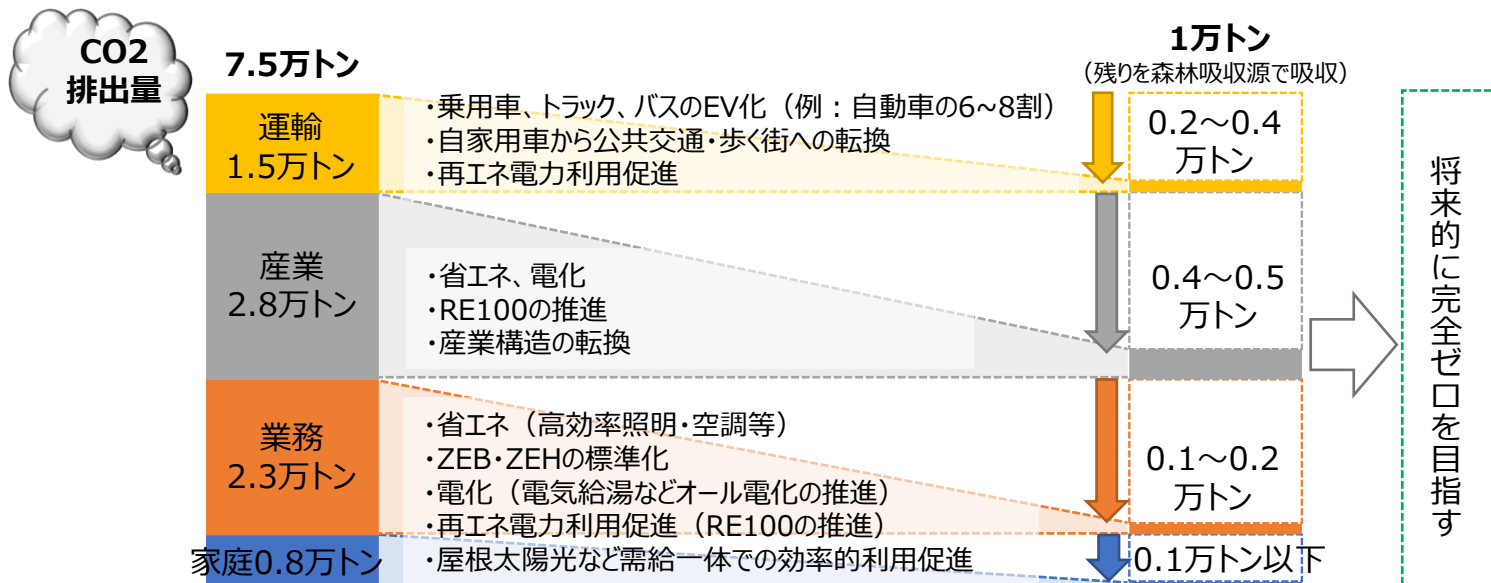 CO2
排出量
7.5万トン
1万トン
（残りを森林吸収源で吸収）
運輸
1.5万トン
・乗用車、トラック、バスのEV化（例：自動車の6~8割）
・自家用車から公共交通・歩く街への転換
・再エネ電力利用促進
0.2～0.4
万トン
産業
2.8万トン
・省エネ、電化
・RE100の推進
・産業構造の転換
0.4～0.5
万トン
業務
2.3万トン
・省エネ（高効率照明・空調等）
・ZEB・ZEHの標準化
・電化（電気給湯などオール電化の推進）
・再エネ電力利用促進（RE100の推進）
・屋根太陽光など需給一体での効率的利用促進
0.1～0.2
万トン
家庭0.8万トン
0.1万トン以下
将来的に完全ゼロを目指す